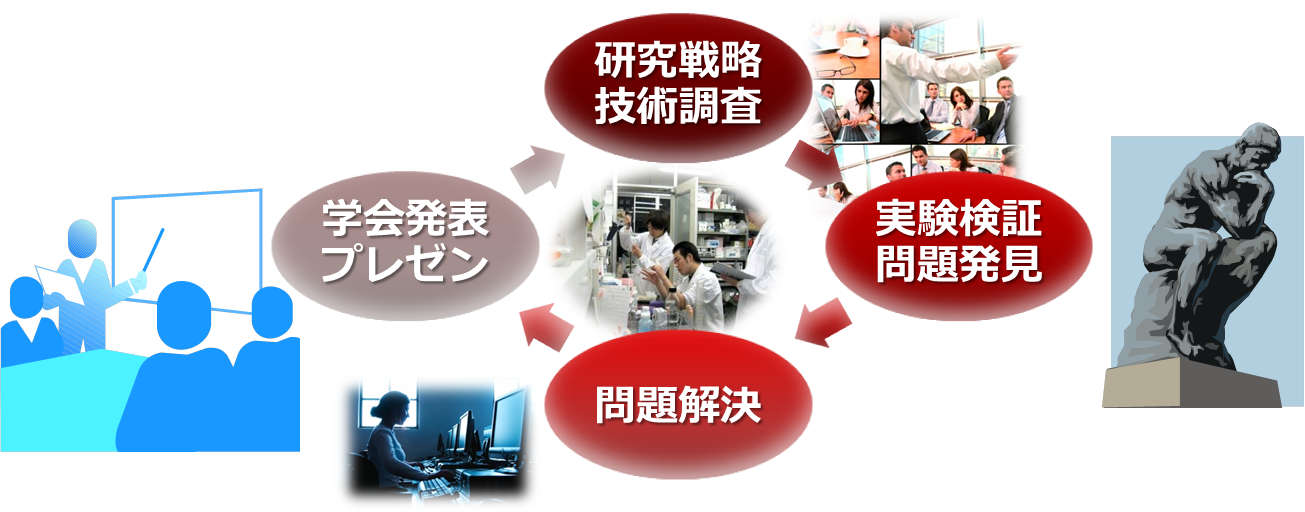 研究戦略
技術調査
実験検証
問題発見
問題解決
学会発表
プレゼン